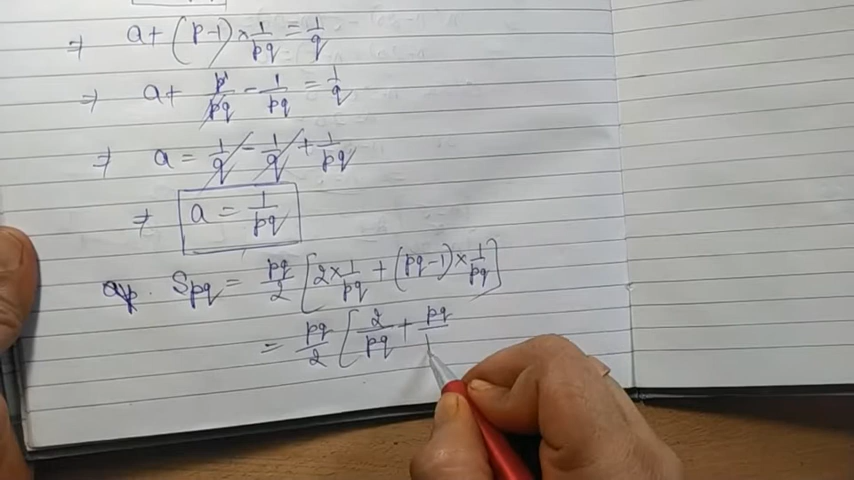 ⇒ a + (p-1) × 1/pq = 1/q
⇒ a + p/pq - 1/pq = 1/q
⇒ a = 1/q - 1/q + 1/pq
⇒ a = 1/pq
Spq = pq/2 [2 × 1/pq + (pq-1) × 1/pq]
= pq/2 [2/pq + pq/